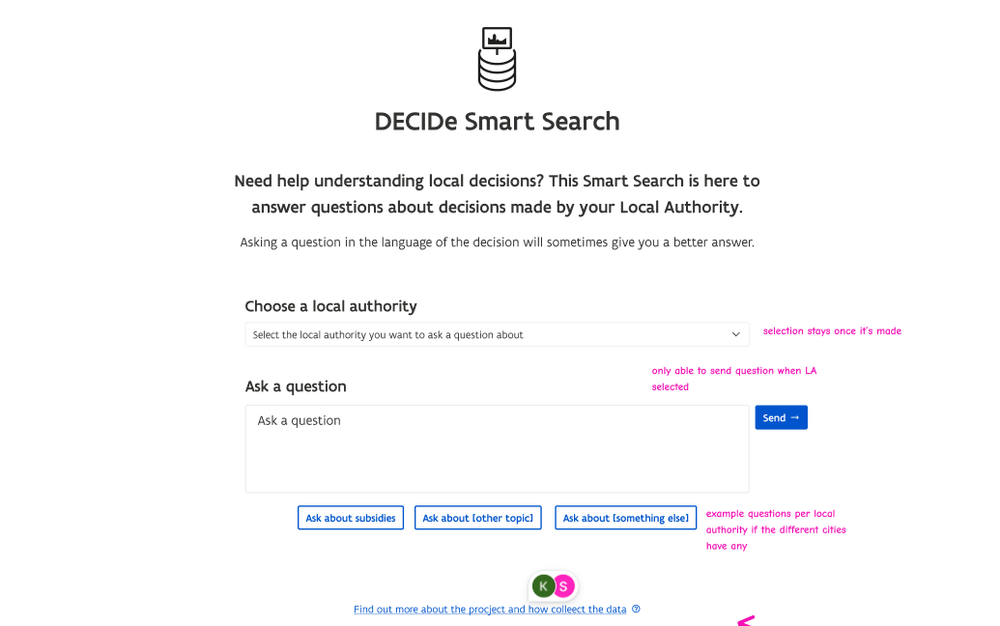 DECIDe Smart Search
Need help understanding local decisions? This Smart Search is here to
answer questions about decisions made by your Local Authority.
Asking a question in the language of the decision will sometimes give you a better answer.
Choose a local authority
Select the local authority you want to ask a question about
selection stays once it's made
only able to send question when LA
selected
Ask a question
Ask a question
Send →
Ask about subsidies
Ask about [other topic]
Ask about [something else]
example questions per local
authority if the different cities
have any
K S
Find out more about the procject and how colleect the data